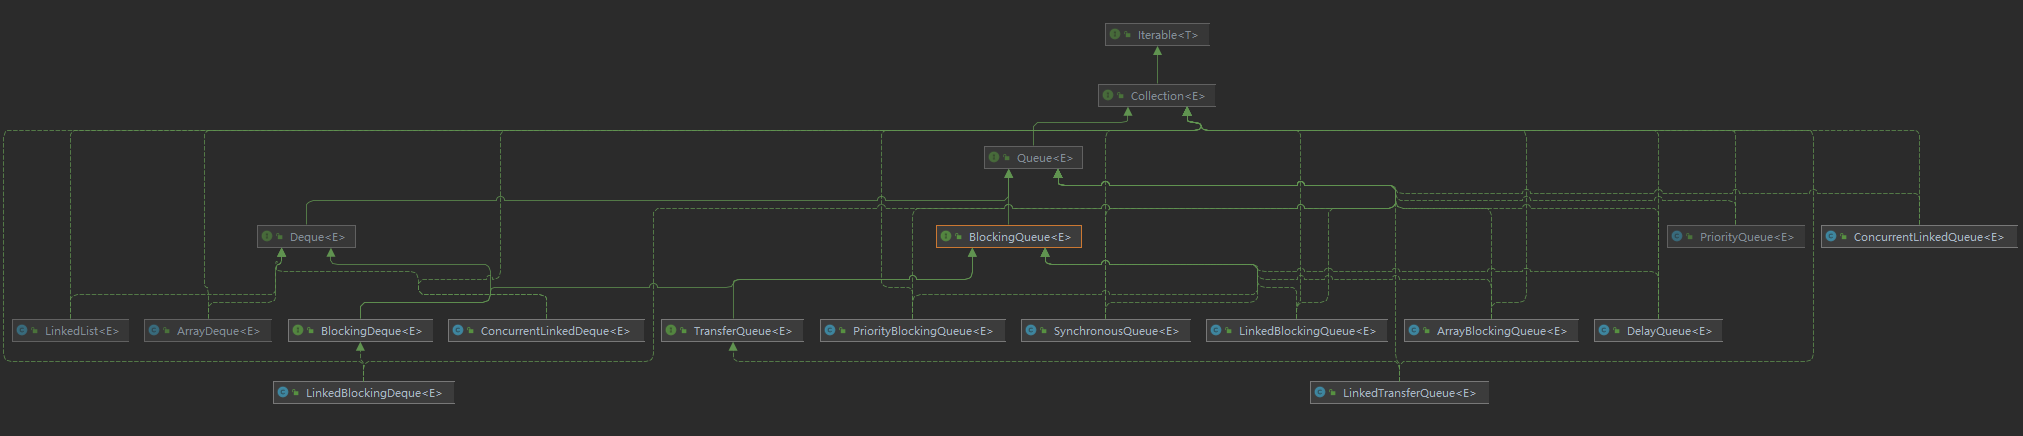 Iterable<T>
Collection<E>
Queue<E>
Deque<E>
BlockingQueue<E>
PriorityQueue<E>
ConcurrentLinkedQueue<E>
LinkedList<E>
ArrayDeque<E>
BlockingDeque<E>
ConcurrentLinkedDeque<E>
TransferQueue<E>
PriorityBlockingQueue<E>
SynchronousQueue<E>
LinkedBlockingQueue<E>
ArrayBlockingQueue<E>
DelayQueue<E>
LinkedBlockingDeque<E>
LinkedTransferQueue<E>